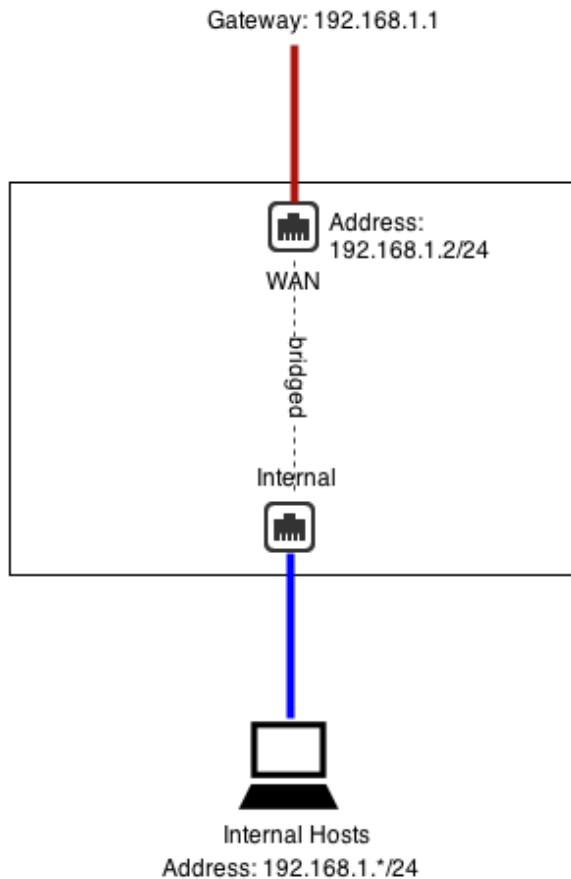 Gateway: 192.168.1.1
Address:
192.168.1.2/24
WAN
bridged
Internal
Internal Hosts
Address: 192.168.1.*/24